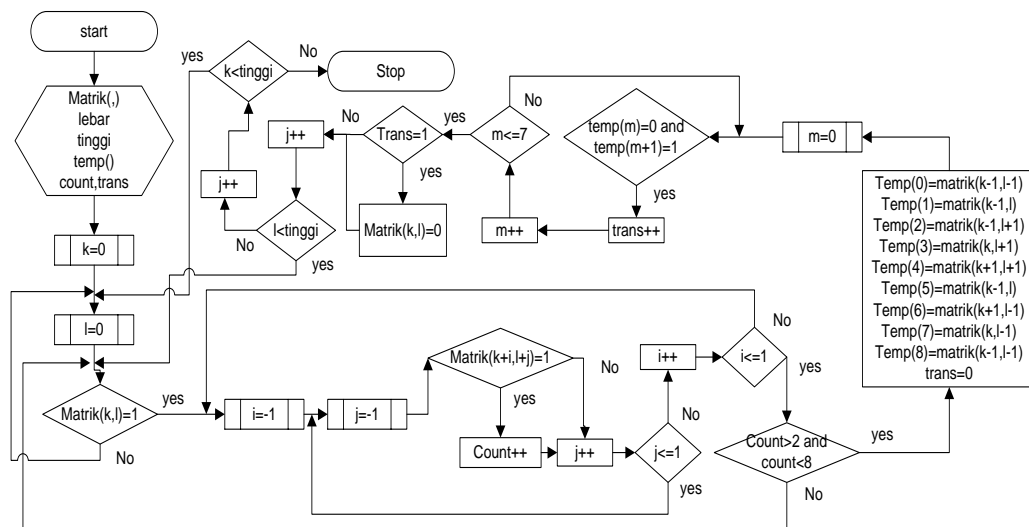 start
Matrik(,)
lebar
tinggi
temp()
count,trans
k=0
l=0
Matrik(k,l)=1
yes
No
i=-1
j=-1
Matrik(k+i,l+j)=1
yes
No
Count++
j++
j<=1
No
yes
i++
i<=1
No
yes
Count>2 and
count<8
yes
No
Temp(0)=matrik(k-1,l-1)
Temp(1)=matrik(k-1,l)
Temp(2)=matrik(k-1,l+1)
Temp(3)=matrik(k,l+1)
Temp(4)=matrik(k+1,l+1)
Temp(5)=matrik(k-1,l)
Temp(6)=matrik(k+1,l-1)
Temp(7)=matrik(k,l-1)
Temp(8)=matrik(k-1,l-1)
trans=0
m=0
temp(m)=0 and
temp(m+1)=1
yes
trans++
m++
m<=7
No
yes
Trans=1
No
yes
Matrik(k,l)=0
j++
l<tinggi
No
yes
j++
k<tinggi
yes
No
Stop